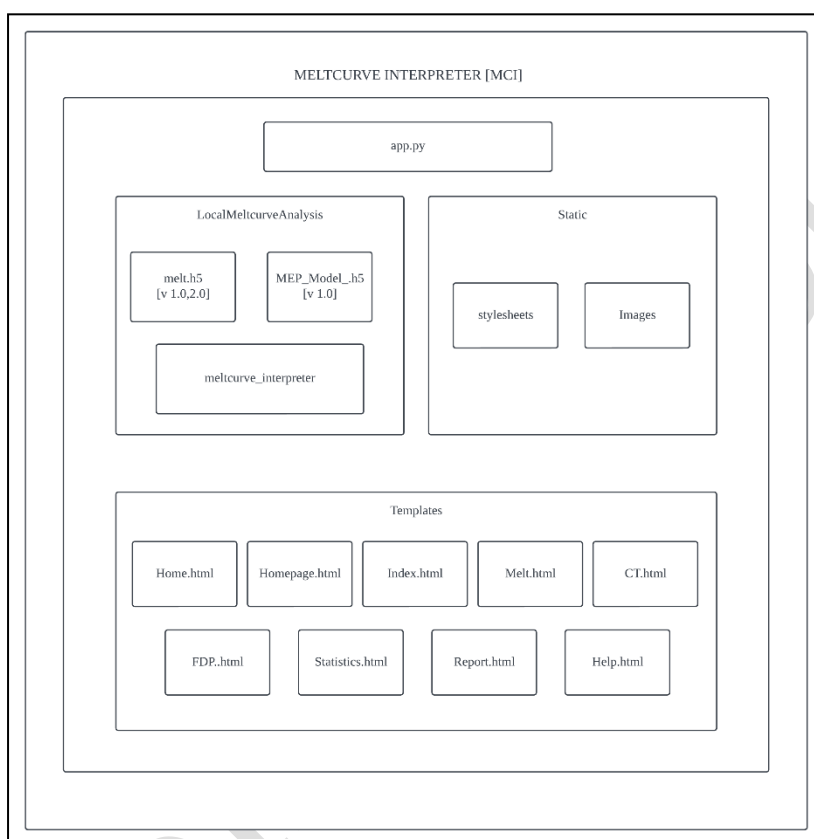 MELTCURVE INTERPRETER [MCI]
app.py
LocalMeltcurveAnalysis
melt.h5
[v 1.0,2.0]
MEP_Model_.h5
[v 1.0]
meltcurve_interpreter
Static
stylesheets
Images
Templates
Home.html
Homepage.html
Index.html
Melt.html
CT.html
FDP..html
Statistics.html
Report.html
Help.html